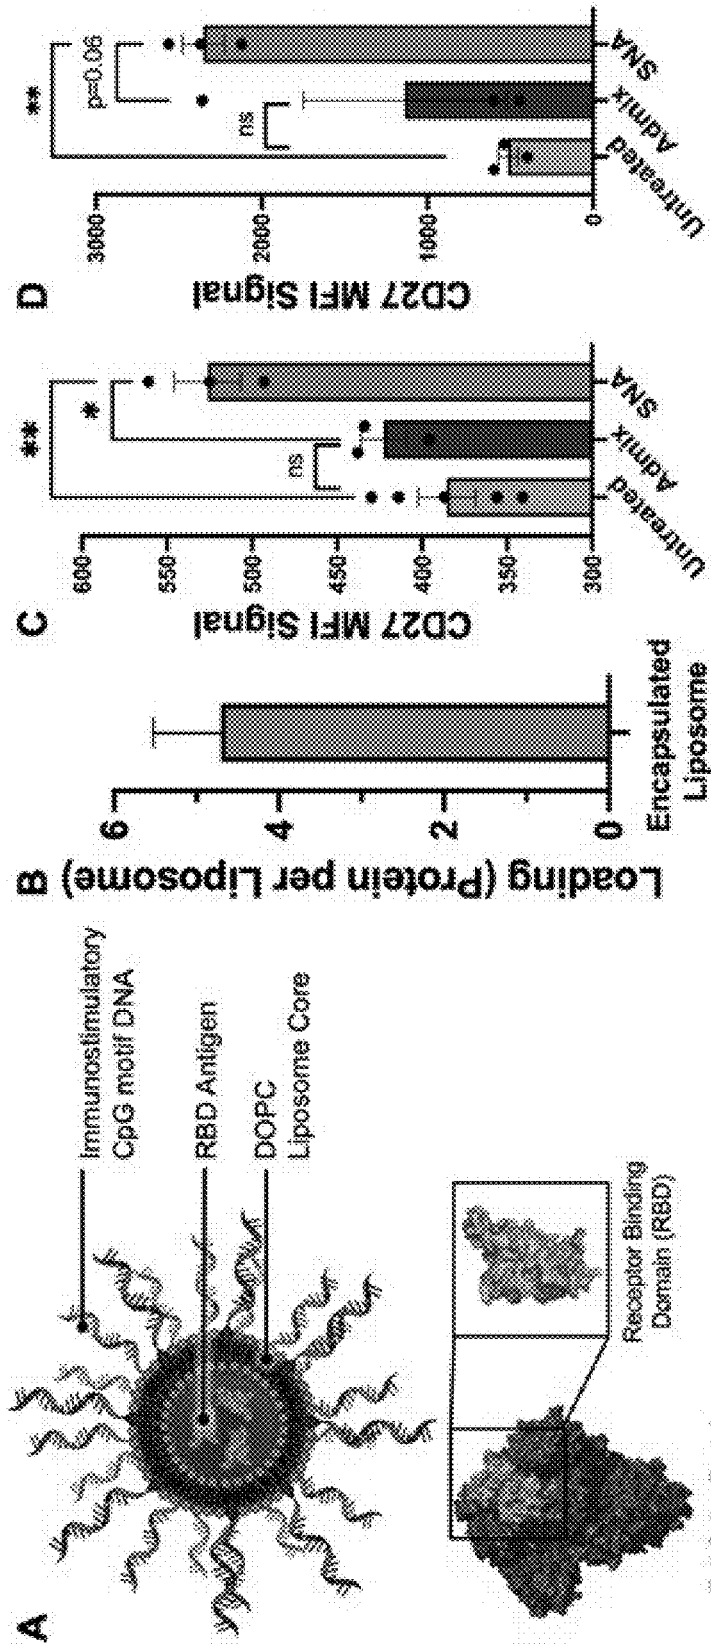 A
Immunostimulatory
CpG motif DNA
RBD Antigen
DOPC
Liposome Core
Receptor Binding
Domain (RBD)
B
Loading (Protein per Liposome)
6
4
2
0
Encapsulated
Liposome
C
CD27 MFI Signal
600
550
500
450
400
350
300
**
*
ns
Untreated
Admix
SNA
D
CD27 MFI Signal
3000
2000
1000
0
**
p=0.06
ns
Untreated
Admix
SNA